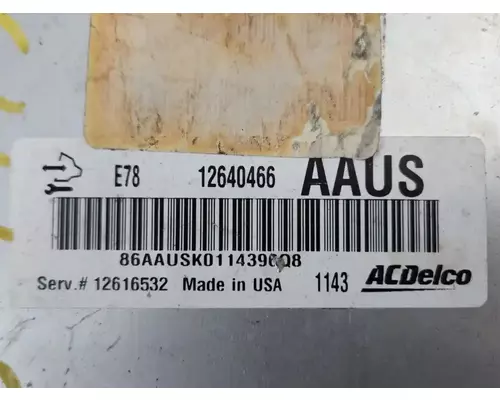 E78 12640466 AAUS
86AAUSK011439608
Serv.# 12616532 Made in USA 1143 ACDelco